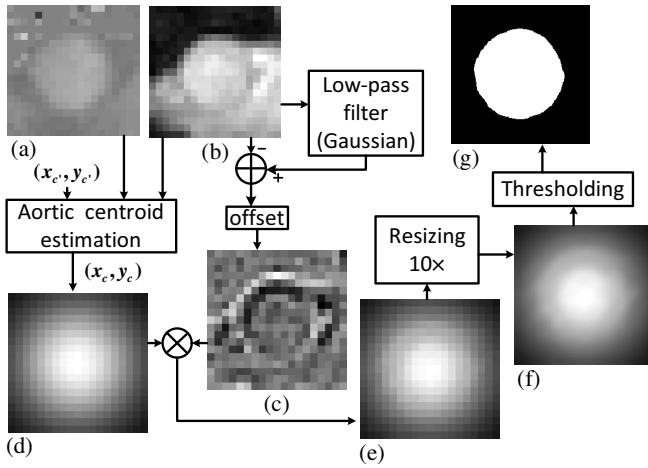 Low-pass
filter
(Gaussian)
(a)
(b)
−
+
(g)
(x_c', y_c')
Thresholding
Aortic centroid
estimation
offset
Resizing
10×
(x_c, y_c)
(c)
(d)
(e)
(f)